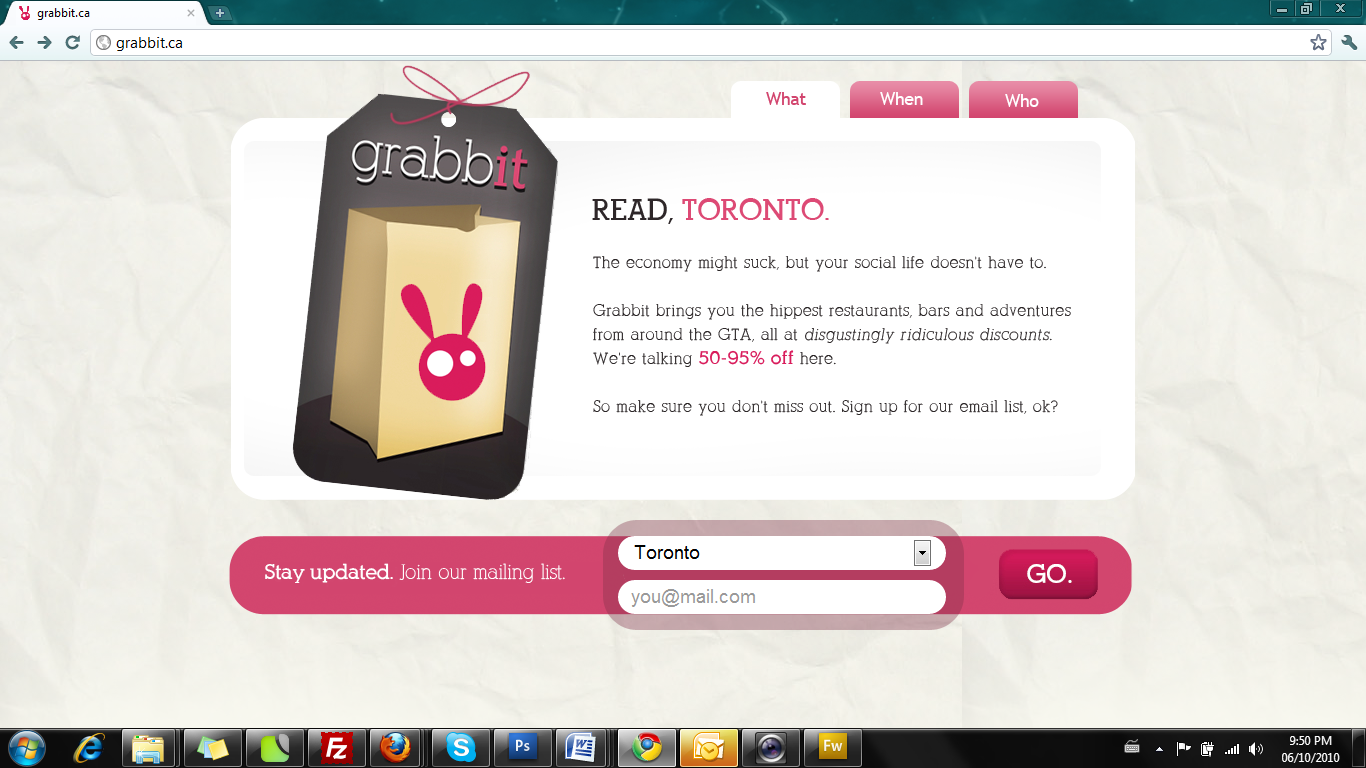 grabbit.ca
grabbit.ca
What
When
Who
grabbit
READ, TORONTO.
The economy might suck, but your social life doesn't have to.
Grabbit brings you the hippest restaurants, bars and adventures
from around the GTA, all at disgustingly ridiculous discounts.
We're talking 50-95% off here.
So make sure you don't miss out. Sign up for our email list, ok?
Stay updated. Join our mailing list.
Toronto
you@mail.com
GO.
Fz
S
Ps
W
Fw
9:50 PM
06/10/2010